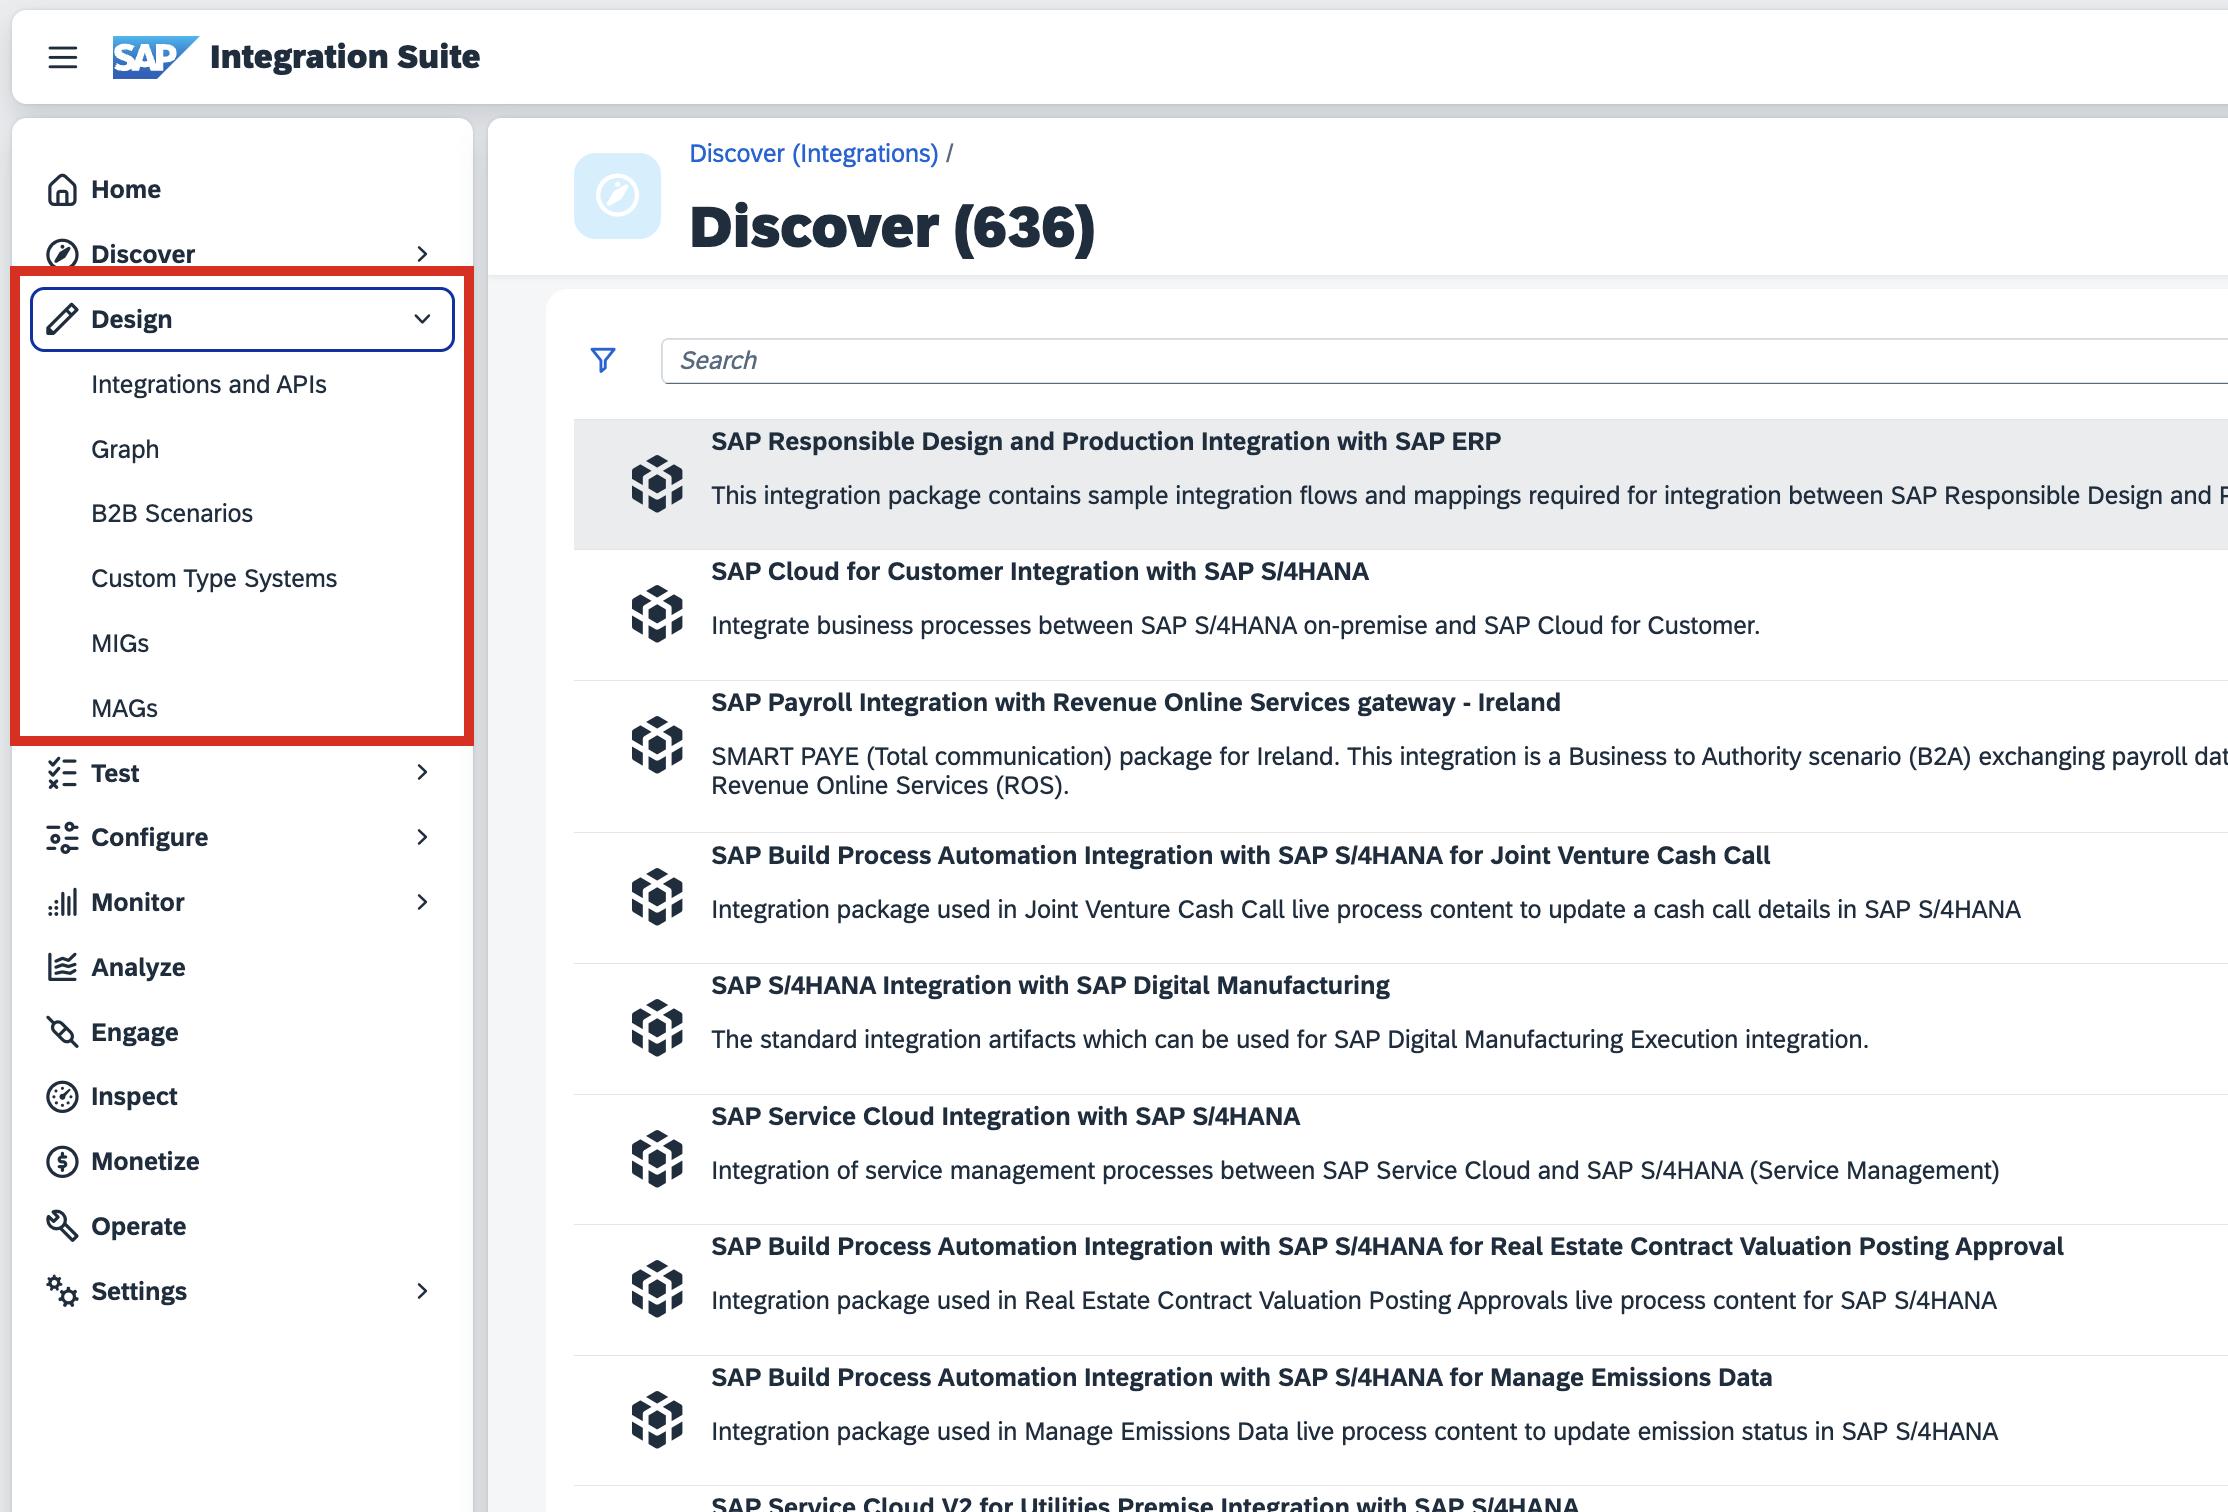 SAP Integration Suite
Home
Discover
Design
Integrations and APIs
Graph
B2B Scenarios
Custom Type Systems
MIGs
MAGs
Test
Configure
Monitor
Analyze
Engage
Inspect
Monetize
Operate
Settings
Discover (Integrations) /
Discover (636)
Search
SAP Responsible Design and Production Integration with SAP ERP
This integration package contains sample integration flows and mappings required for integration between SAP Responsible Design and
SAP Cloud for Customer Integration with SAP S/4HANA
Integrate business processes between SAP S/4HANA on-premise and SAP Cloud for Customer.
SAP Payroll Integration with Revenue Online Services gateway - Ireland
SMART PAYE (Total communication) package for Ireland. This integration is a Business to Authority scenario (B2A) exchanging payroll
Revenue Online Services (ROS).
SAP Build Process Automation Integration with SAP S/4HANA for Joint Venture Cash Call
Integration package used in Joint Venture Cash Call live process content to update a cash call details in SAP S/4HANA
SAP S/4HANA Integration with SAP Digital Manufacturing
The standard integration artifacts which can be used for SAP Digital Manufacturing Execution integration.
SAP Service Cloud Integration with SAP S/4HANA
Integration of service management processes between SAP Service Cloud and SAP S/4HANA (Service Management)
SAP Build Process Automation Integration with SAP S/4HANA for Real Estate Contract Valuation Posting Approval
Integration package used in Real Estate Contract Valuation Posting Approvals live process content for SAP S/4HANA
SAP Build Process Automation Integration with SAP S/4HANA for Manage Emissions Data
Integration package used in Manage Emissions Data live process content to update emission status in SAP S/4HANA
SAP Service Cloud V2 for Utilities Premise Integration with SAP S/4HANA